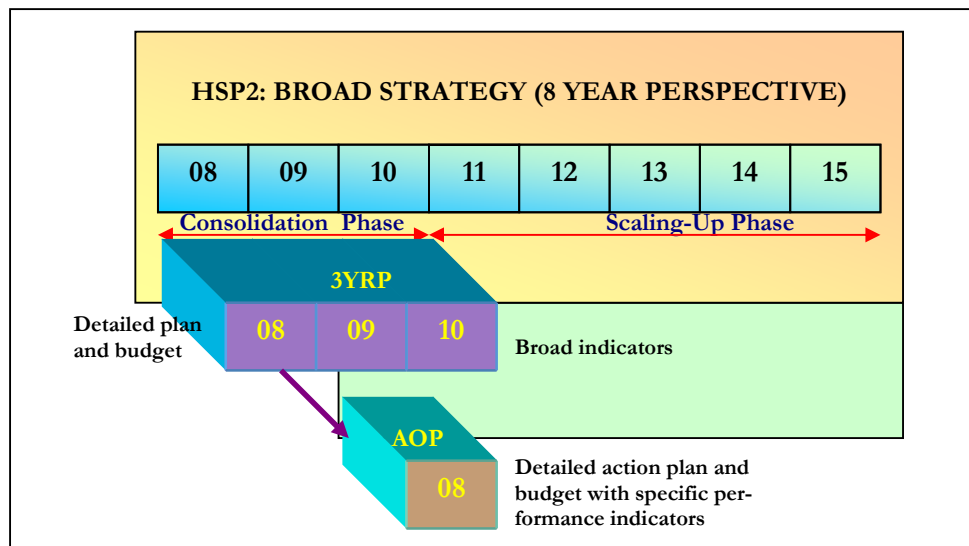 HSP2: BROAD STRATEGY (8 YEAR PERSPECTIVE)
08 09 10 11 12 13 14 15
Consolidation Phase Scaling-Up Phase
3YRP
Detailed plan
and budget
08 09 10
Broad indicators
AOP
08
Detailed action plan and
budget with specific per-
formance indicators